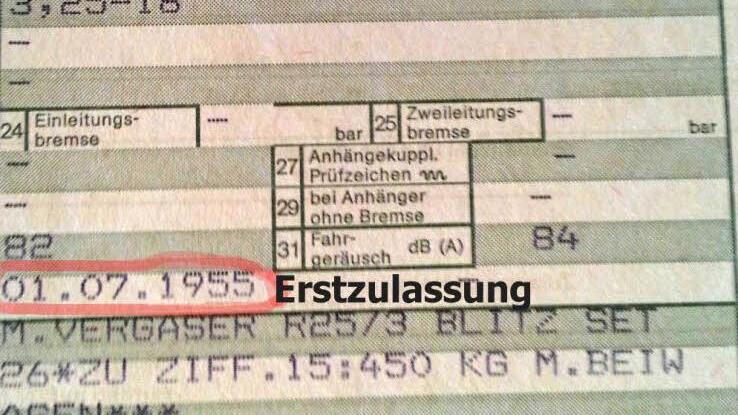 3,25-18
--
--
24 Einleitungs- bremse ---- bar 25 Zweileitungs- bremse -- bar
-- 27 Anhängekuppl. Prüfzeichen --
-- 29 bei Anhänger ohne Bremse --
82 31 Fahr- geräusch dB (A) 84
01.07.1955 Erstzulassung
M.VERGASER R25/3 BLITZ SET
26*ZU ZIFF.15:450 KG M.BEIW
AGEN***